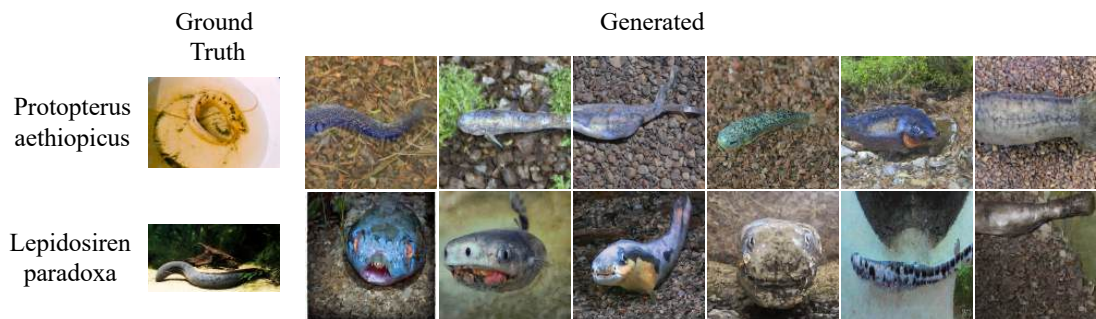 Ground
Truth
Generated
Protopterus
aethiopicus
Lepidosiren
paradoxa